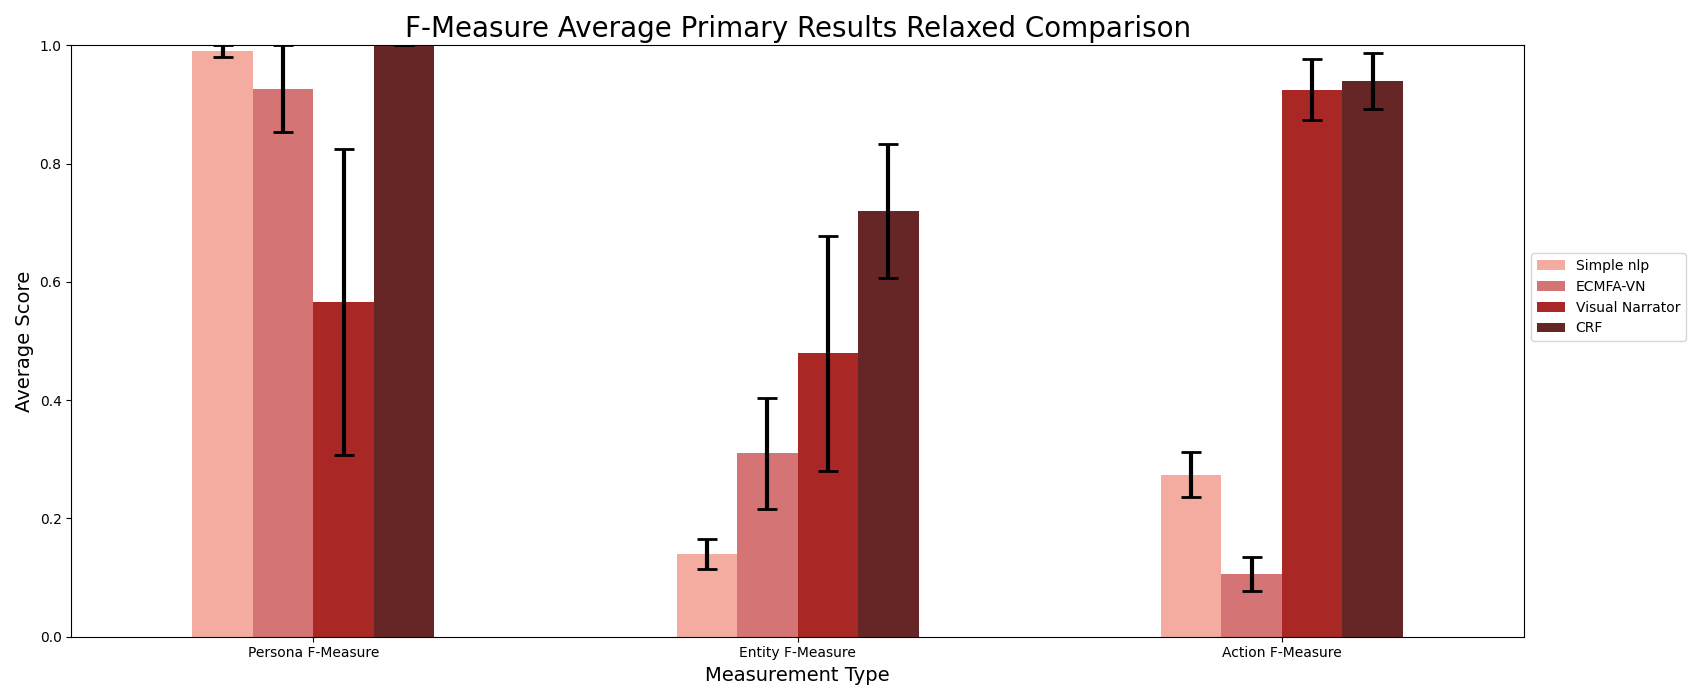 F-Measure Average Primary Results Relaxed Comparison
1.0
0.8
0.6
0.4
0.2
0.0
Average Score
Persona F-Measure
Entity F-Measure
Action F-Measure
Measurement Type
Simple nlp
ECMFA-VN
Visual Narrator
CRF